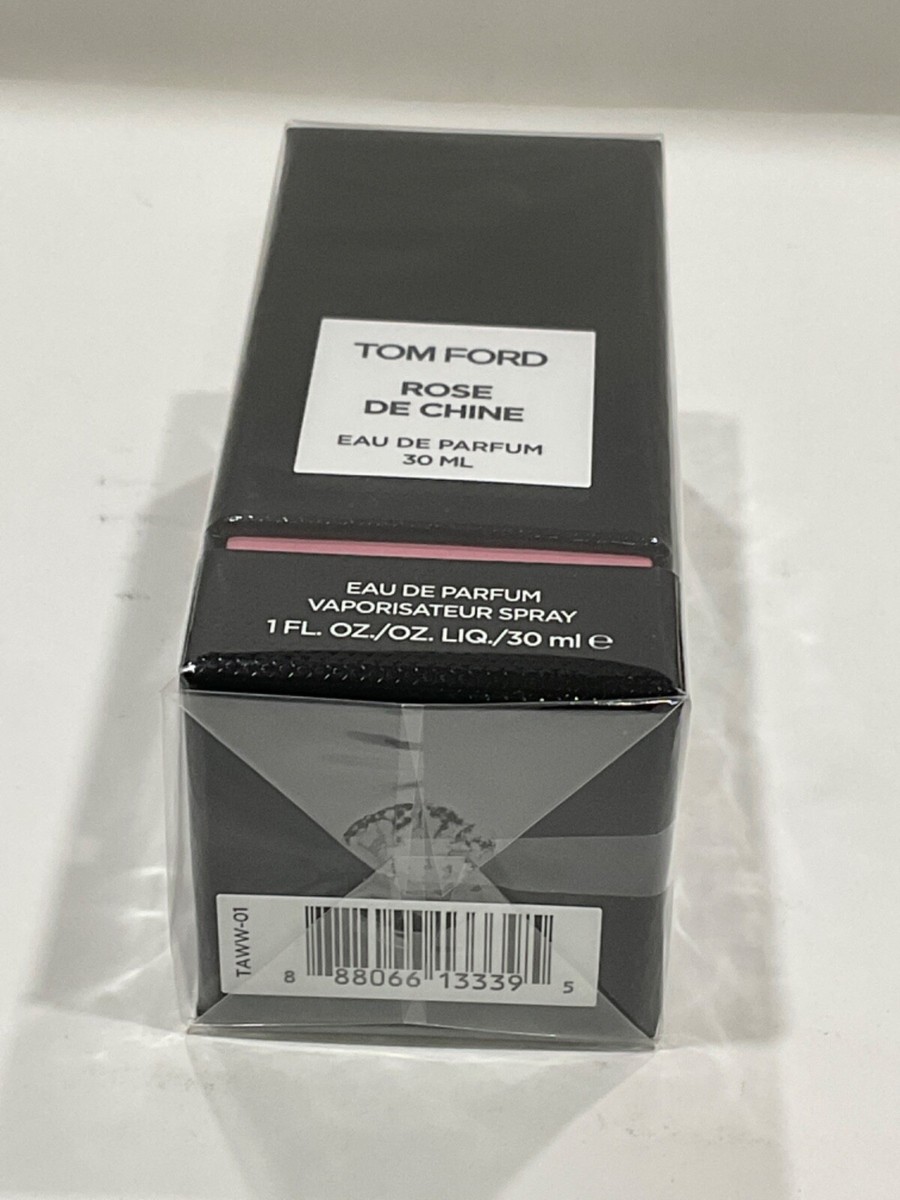 TOM FORD
ROSE
DE CHINE
EAU DE PARFUM
30 ML
EAU DE PARFUM
VAPORISATEUR SPRAY
1 FL. OZ./OZ. LIQ./30 ml ℮
TAWW-01
8 88066 13339 5